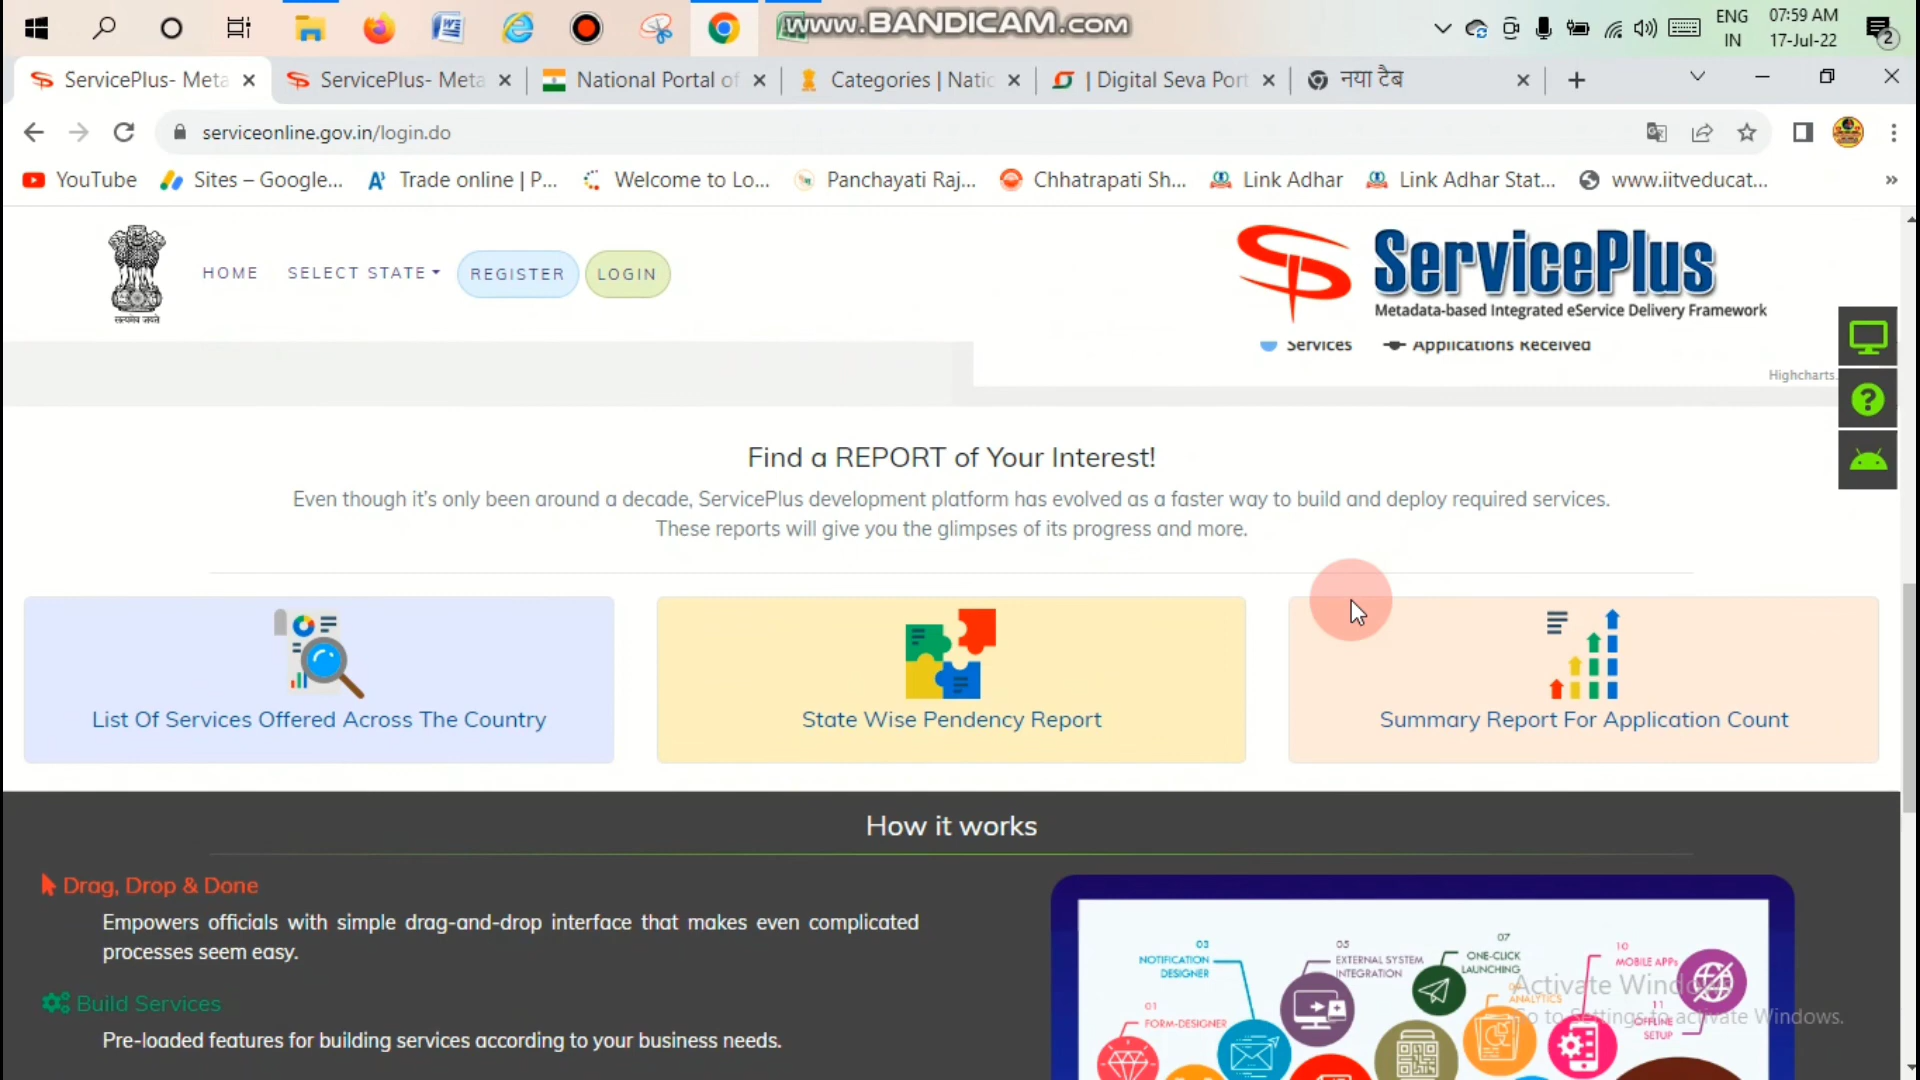 www.BANDICAM.com
ENG
IN
07:59 AM
17-Jul-22
2
ServicePlus- Meta
ServicePlus- Meta
National Portal of
Categories | Natio
| Digital Seva Port
नया टैब
serviceonline.gov.in/login.do
YouTube
Sites – Google...
Trade online | P...
Welcome to Lo...
Panchayati Raj...
Chhatrapati Sh...
Link Adhar
Link Adhar Stat...
www.iitveducat...
»
सत्यमेव जयते
HOME
SELECT STATE
REGISTER
LOGIN
ServicePlus
Metadata-based Integrated eService Delivery Framework
Services
Applications Received
Highcharts.
Find a REPORT of Your Interest!
Even though it's only been around a decade, ServicePlus development platform has evolved as a faster way to build and deploy required services.
These reports will give you the glimpses of its progress and more.
List Of Services Offered Across The Country
State Wise Pendency Report
Summary Report For Application Count
How it works
Drag, Drop & Done
Empowers officials with simple drag-and-drop interface that makes even complicated
processes seem easy.
Build Services
Pre-loaded features for building services according to your business needs.
01
FORM-DESIGNER
03
NOTIFICATION
DESIGNER
05
EXTERNAL SYSTEM
INTEGRATION
07
ONE-CLICK
LAUNCHING
ANALYTICS
10
MOBILE APPs
11
OFFLINE
SETUP
Activate Windows
Go to Settings to activate Windows.